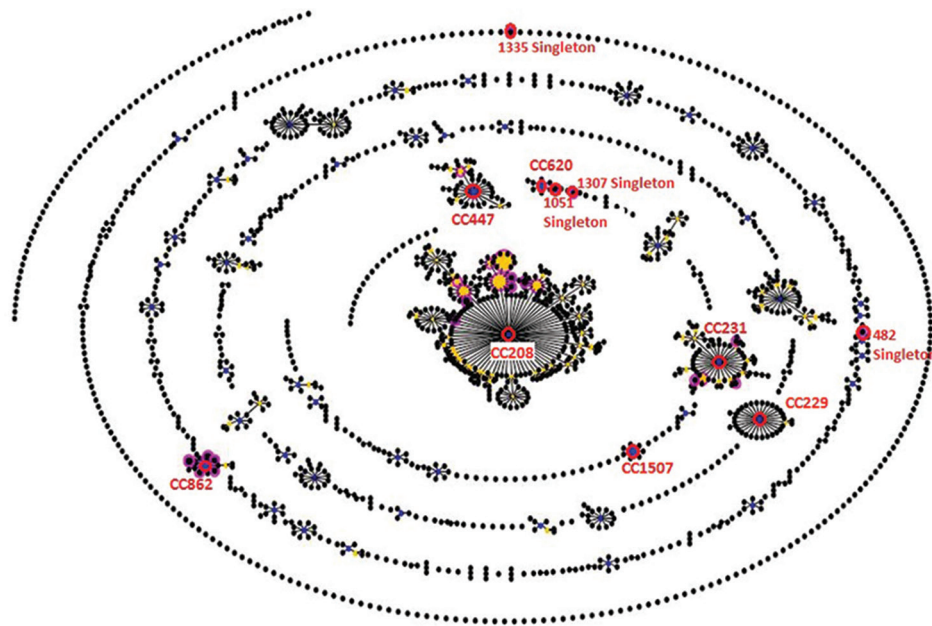 1335 Singleton
CC620
1307 Singleton
1051
Singleton
CC447
CC231
482
Singleton
CC208
CC229
CC1507
CC862